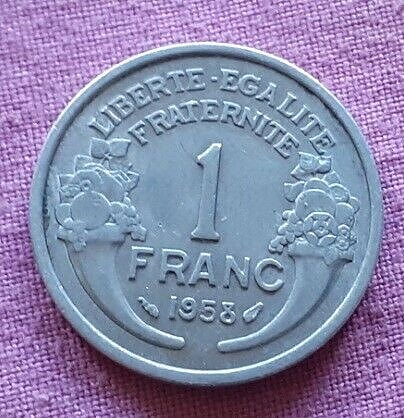 LIBERTE·EGALITE
FRATERNITE
1
FRANC
1958